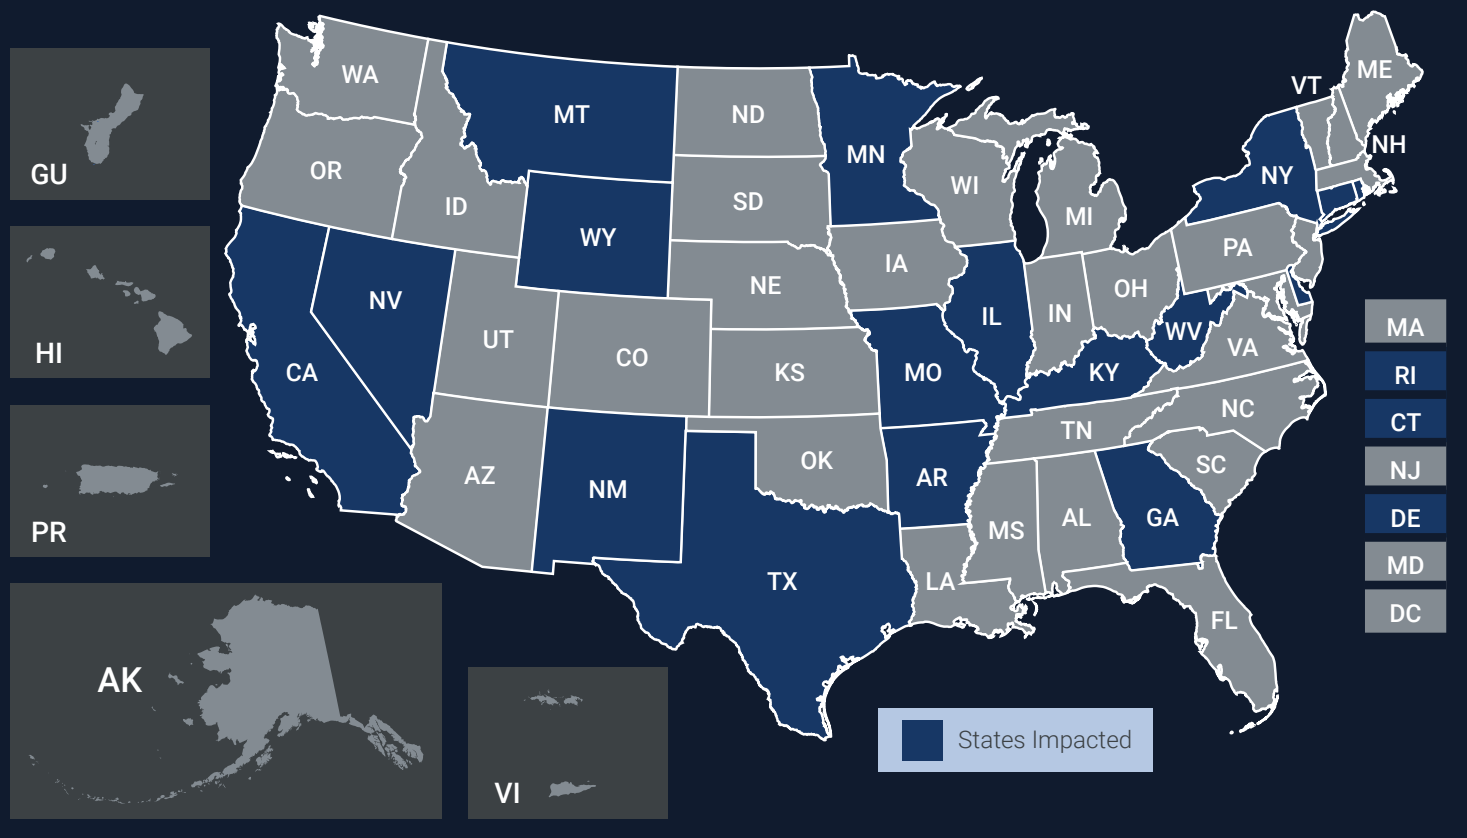 WA
MT
ND
MN
VT
ME
NH
GU
OR
ID
SD
WI
MI
NY
WY
IA
PA
NV
NE
OH
HI
UT
CO
IL
IN
WV
VA
CA
KS
MO
KY
NC
MA
RI
CT
NJ
DE
MD
DC
TN
AZ
OK
AR
SC
PR
NM
MS
AL
GA
TX
LA
FL
AK
VI
States Impacted